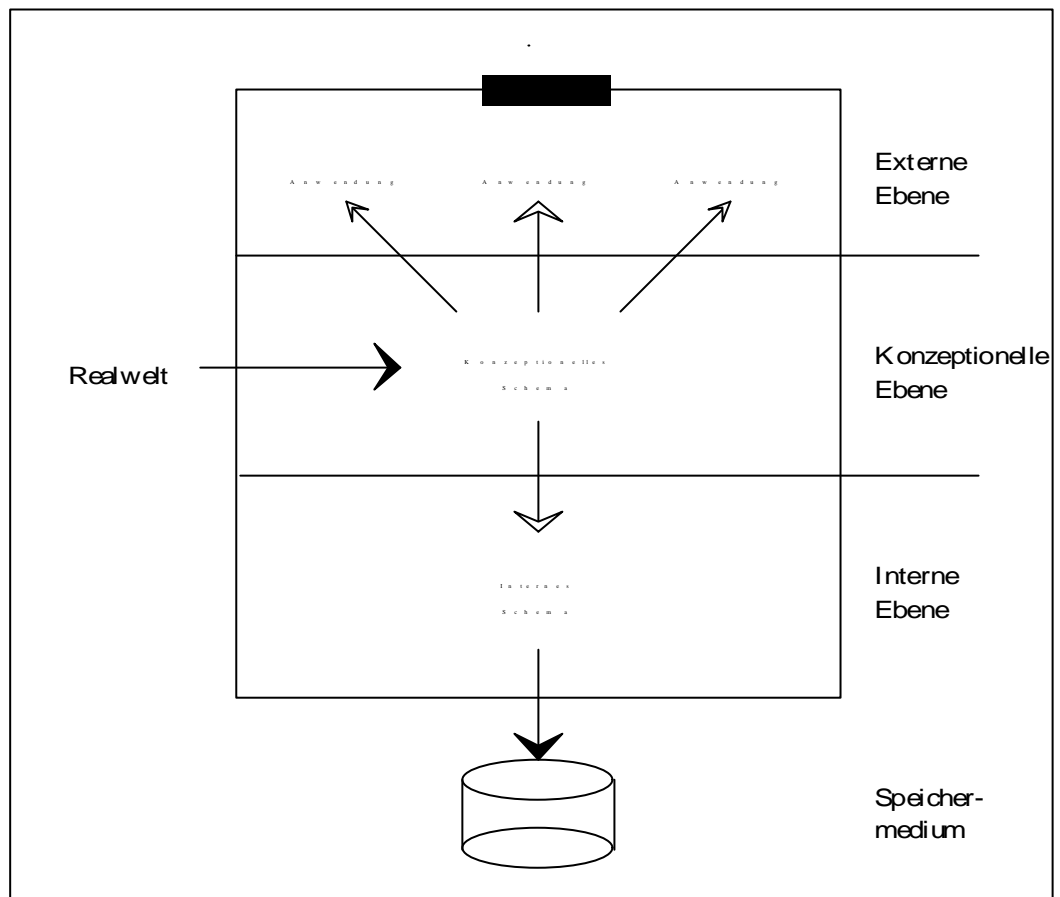 Anwendung Anwendung Anwendung
Externe
Ebene
Realwelt
Konzeptionelles
Schema
Konzeptionelle
Ebene
Internes
Schema
Interne
Ebene
Speicher-
medium